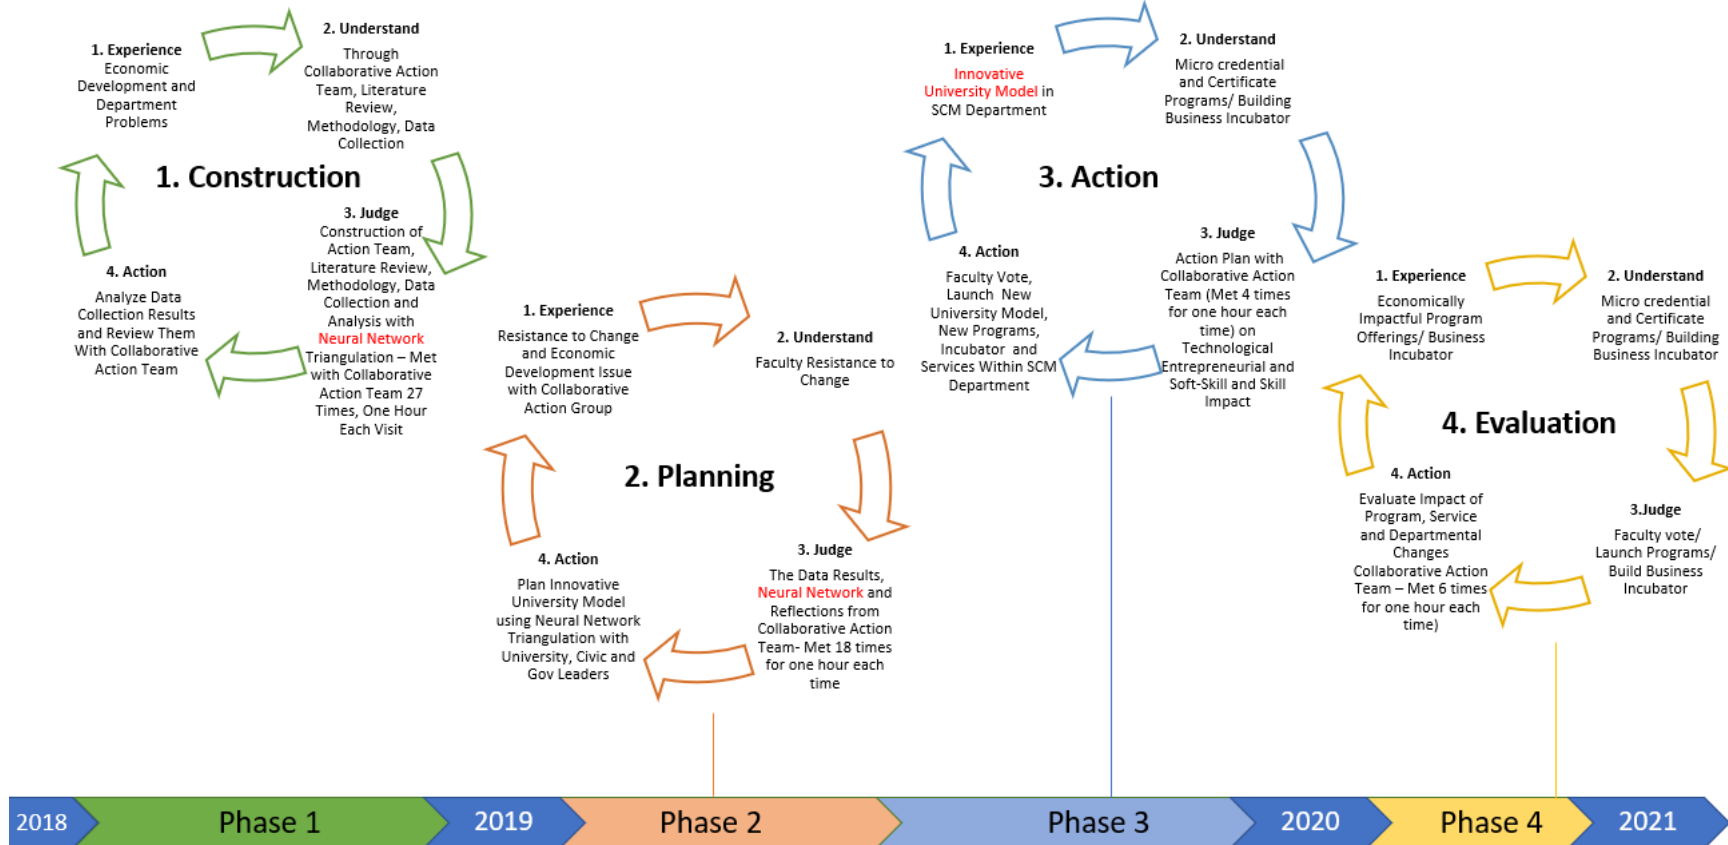 1. Experience
Economic
Development and
Department
Problems
2. Understand
Through
Collaborative Action
Team, Literature
Review,
Methodology, Data
Collection
1. Construction
3. Judge
Construction of
Action Team,
Literature Review,
Methodology, Data
Collection and
Analysis with
Neural Network
Triangulation – Met
with Collaborative
Action Team 27
Times, One Hour
Each Visit
4. Action
Analyze Data
Collection Results
and Review Them
With Collaborative
Action Team
1. Experience
Resistance to Change
and Economic
Development Issue
with Collaborative
Action Group
2. Understand
Faculty Resistance to
Change
2. Planning
3. Judge
The Data Results,
Neural Network and
Reflections from
Collaborative Action
Team- Met 18 times
for one hour each
time
4. Action
Plan Innovative
University Model
using Neural Network
Triangulation with
University, Civic and
Gov Leaders
1. Experience
Innovative
University Model in
SCM Department
2. Understand
Micro credential
and Certificate
Programs/ Building
Business Incubator
3. Action
3. Judge
Action Plan with
Collaborative Action
Team (Met 4 times
for one hour each
time) on
Technological
Entrepreneurial and
Soft-Skill and Skill
Impact
4. Action
Faculty Vote,
Launch New
University Model,
New Programs,
Incubator and
Services Within SCM
Department
1. Experience
Economically
Impactful Program
Offerings/ Business
Incubator
2. Understand
Micro credential
and Certificate
Programs/ Building
Business Incubator
4. Evaluation
3.Judge
Faculty vote/
Launch Programs/
Build Business
Incubator
4. Action
Evaluate Impact of
Program, Service
and Departmental
Changes
Collaborative Action
Team – Met 6 times
for one hour each
time)
2018
Phase 1
2019
Phase 2
Phase 3
2020
Phase 4
2021